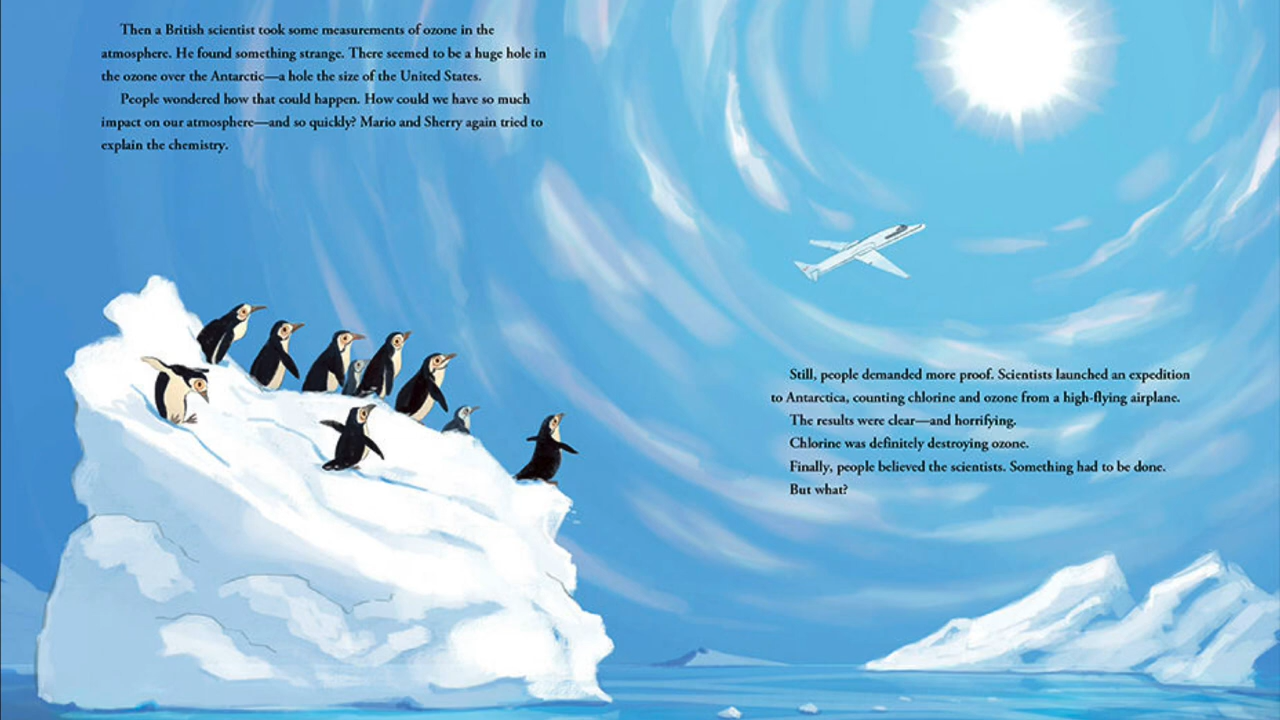 Then a British scientist took some measurements of ozone in the
atmosphere. He found something strange. There seemed to be a huge hole in
the ozone over the Antarctic—a hole the size of the United States.
People wondered how that could happen. How could we have so much
impact on our atmosphere—and so quickly? Mario and Sherry again tried to
explain the chemistry.
Still, people demanded more proof. Scientists launched an expedition
to Antarctica, counting chlorine and ozone from a high-flying airplane.
The results were clear—and horrifying.
Chlorine was definitely destroying ozone.
Finally, people believed the scientists. Something had to be done.
But what?